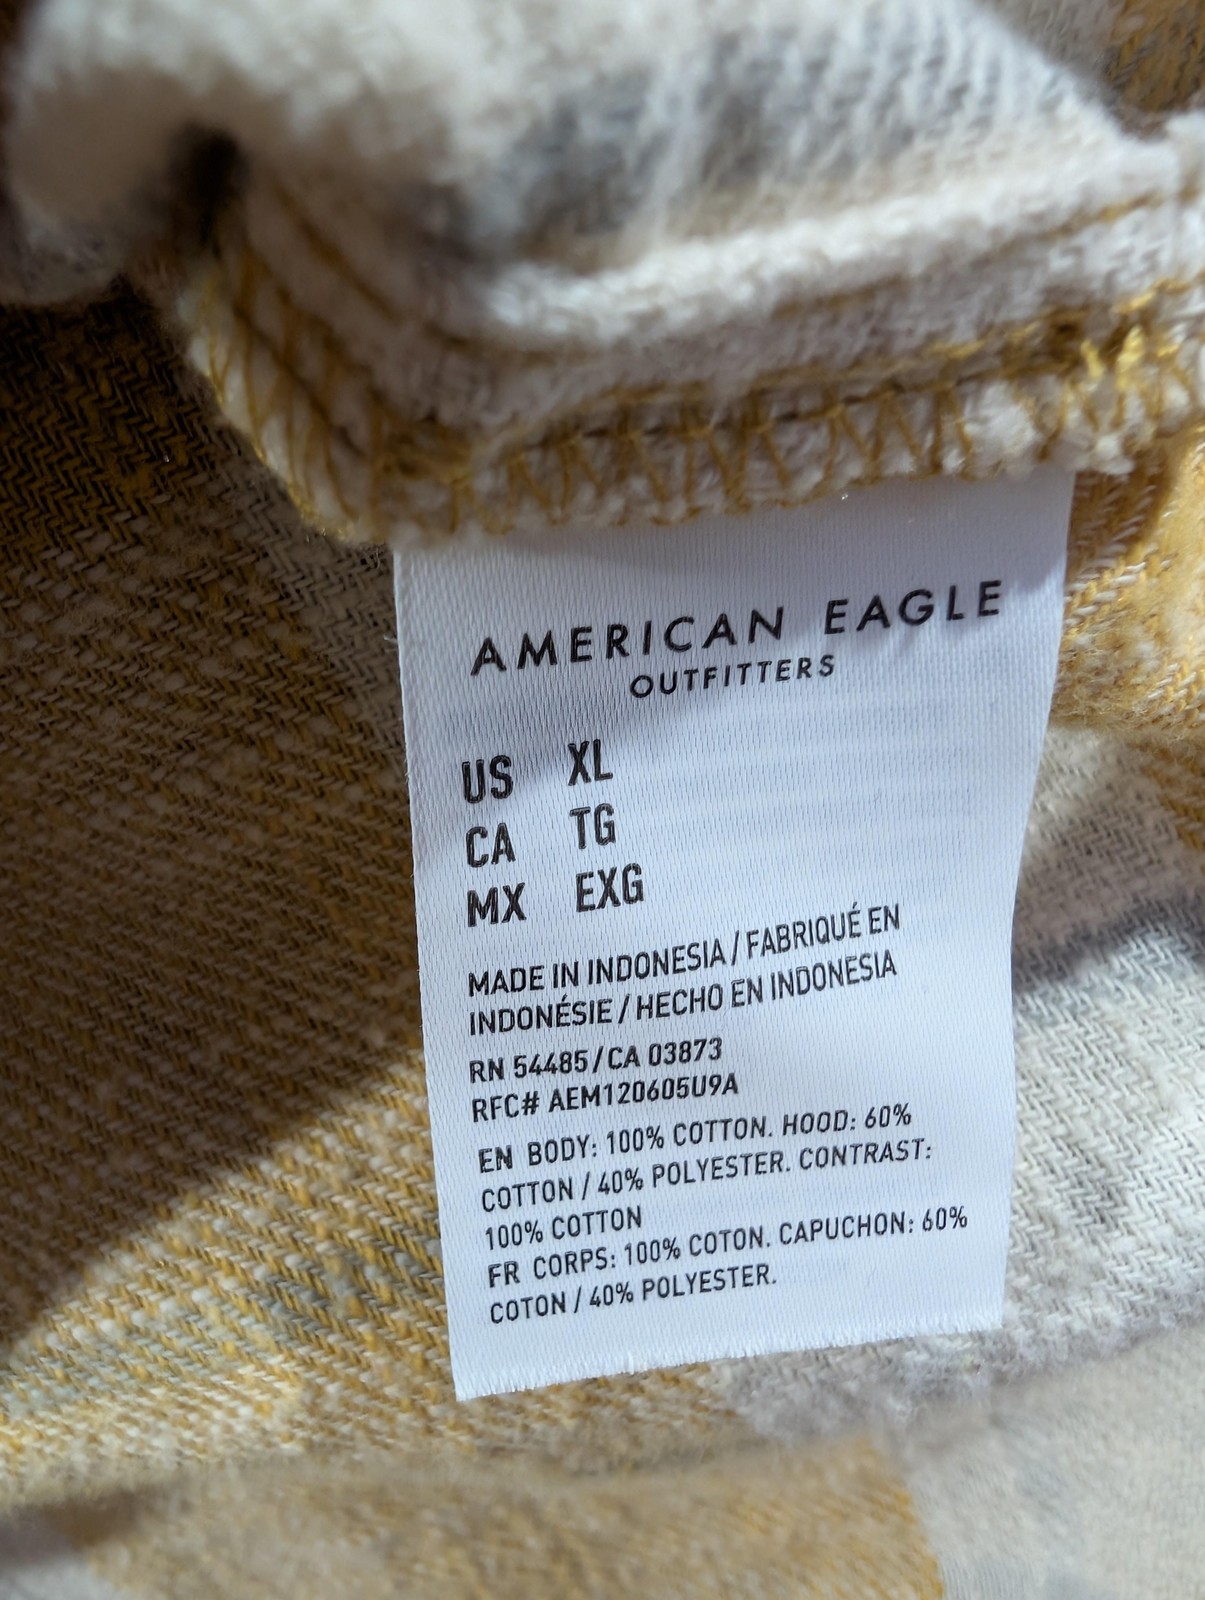 AMERICAN EAGLE
OUTFITTERS
US XL
CA TG
MX EXG
MADE IN INDONESIA / FABRIQUÉ EN
INDONÉSIE / HECHO EN INDONESIA
RN 54485 / CA 03873
RFC# AEM120605U9A
EN BODY: 100% COTTON. HOOD: 60%
COTTON / 40% POLYESTER. CONTRAST:
100% COTTON
FR CORPS: 100% COTON. CAPUCHON: 60%
COTON / 40% POLYESTER.